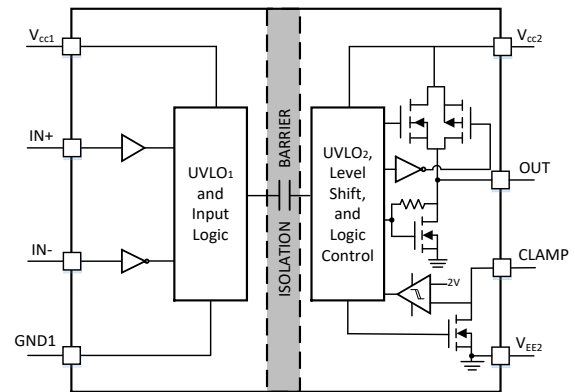 Vcc1
Vcc2
IN+
OUT
IN-
CLAMP
GND1
VEE2
UVLO1
and
Input
Logic
ISOLATION BARRIER
UVLO2,
Level
Shift,
and
Logic
Control
2V